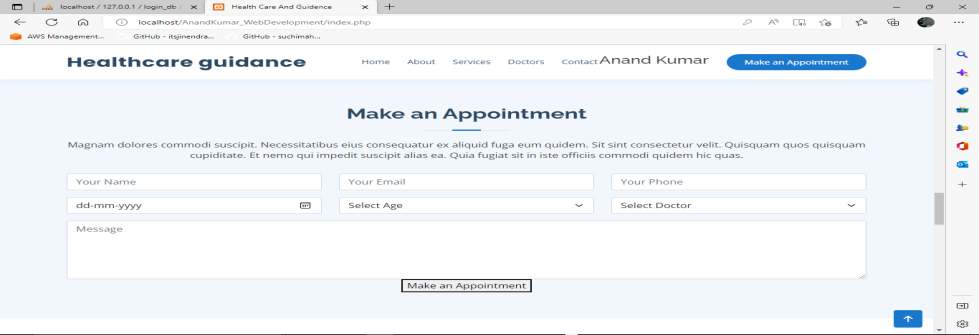 localhost / 127.0.0.1 / login_db /
Health Care And Guidence
localhost/AnandKumar_WebDevelopment/index.php
AWS Management... GitHub - itsjinendra... GitHub - suchimah...
Healthcare guidance Home About Services Doctors Contact Anand Kumar Make an Appointment
Make an Appointment
Magnam dolores commodi suscipit. Necessitatibus eius consequatur ex aliquid fuga eum quidem. Sit sint consectetur velit. Quisquam quos quisquam
cupiditate. Et nemo qui impedit suscipit alias ea. Quia fugiat sit in iste officiis commodi quidem hic quas.
Your Name Your Email Your Phone
dd-mm-yyyy Select Age Select Doctor
Message
Make an Appointment